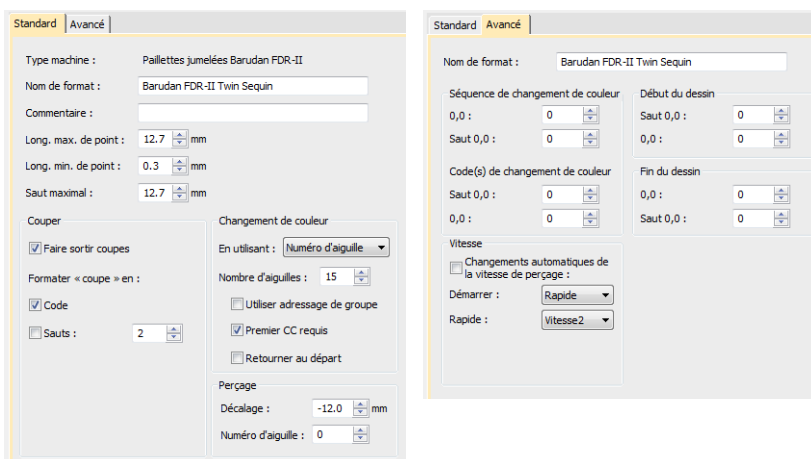 Standard Avancé
Type machine : Paillettes jumelées Barudan FDR-II
Nom de format : Barudan FDR-II Twin Sequin
Commentaire :
Long. max. de point : 12.7 mm
Long. min. de point : 0.3 mm
Saut maximal : 12.7 mm
Couper
Faire sortir coupes
Formater « coupe » en :
Code
Sauts : 2
Changement de couleur
En utilisant : Numéro d'aiguille
Nombre d'aiguilles : 15
Utiliser adressage de groupe
Premier CC requis
Retourner au départ
Perçage
Décalage : -12.0 mm
Numéro d'aiguille : 0
Standard Avancé
Nom de format : Barudan FDR-II Twin Sequin
Séquence de changement de couleur
0,0 : 0
Saut 0,0 : 0
Début du dessin
Saut 0,0 : 0
0,0 : 0
Code(s) de changement de couleur
Saut 0,0 : 0
0,0 : 0
Fin du dessin
0,0 : 0
Saut 0,0 : 0
Vitesse
Changements automatiques de
la vitesse de perçage :
Démarrer : Rapide
Rapide : Vitesse2